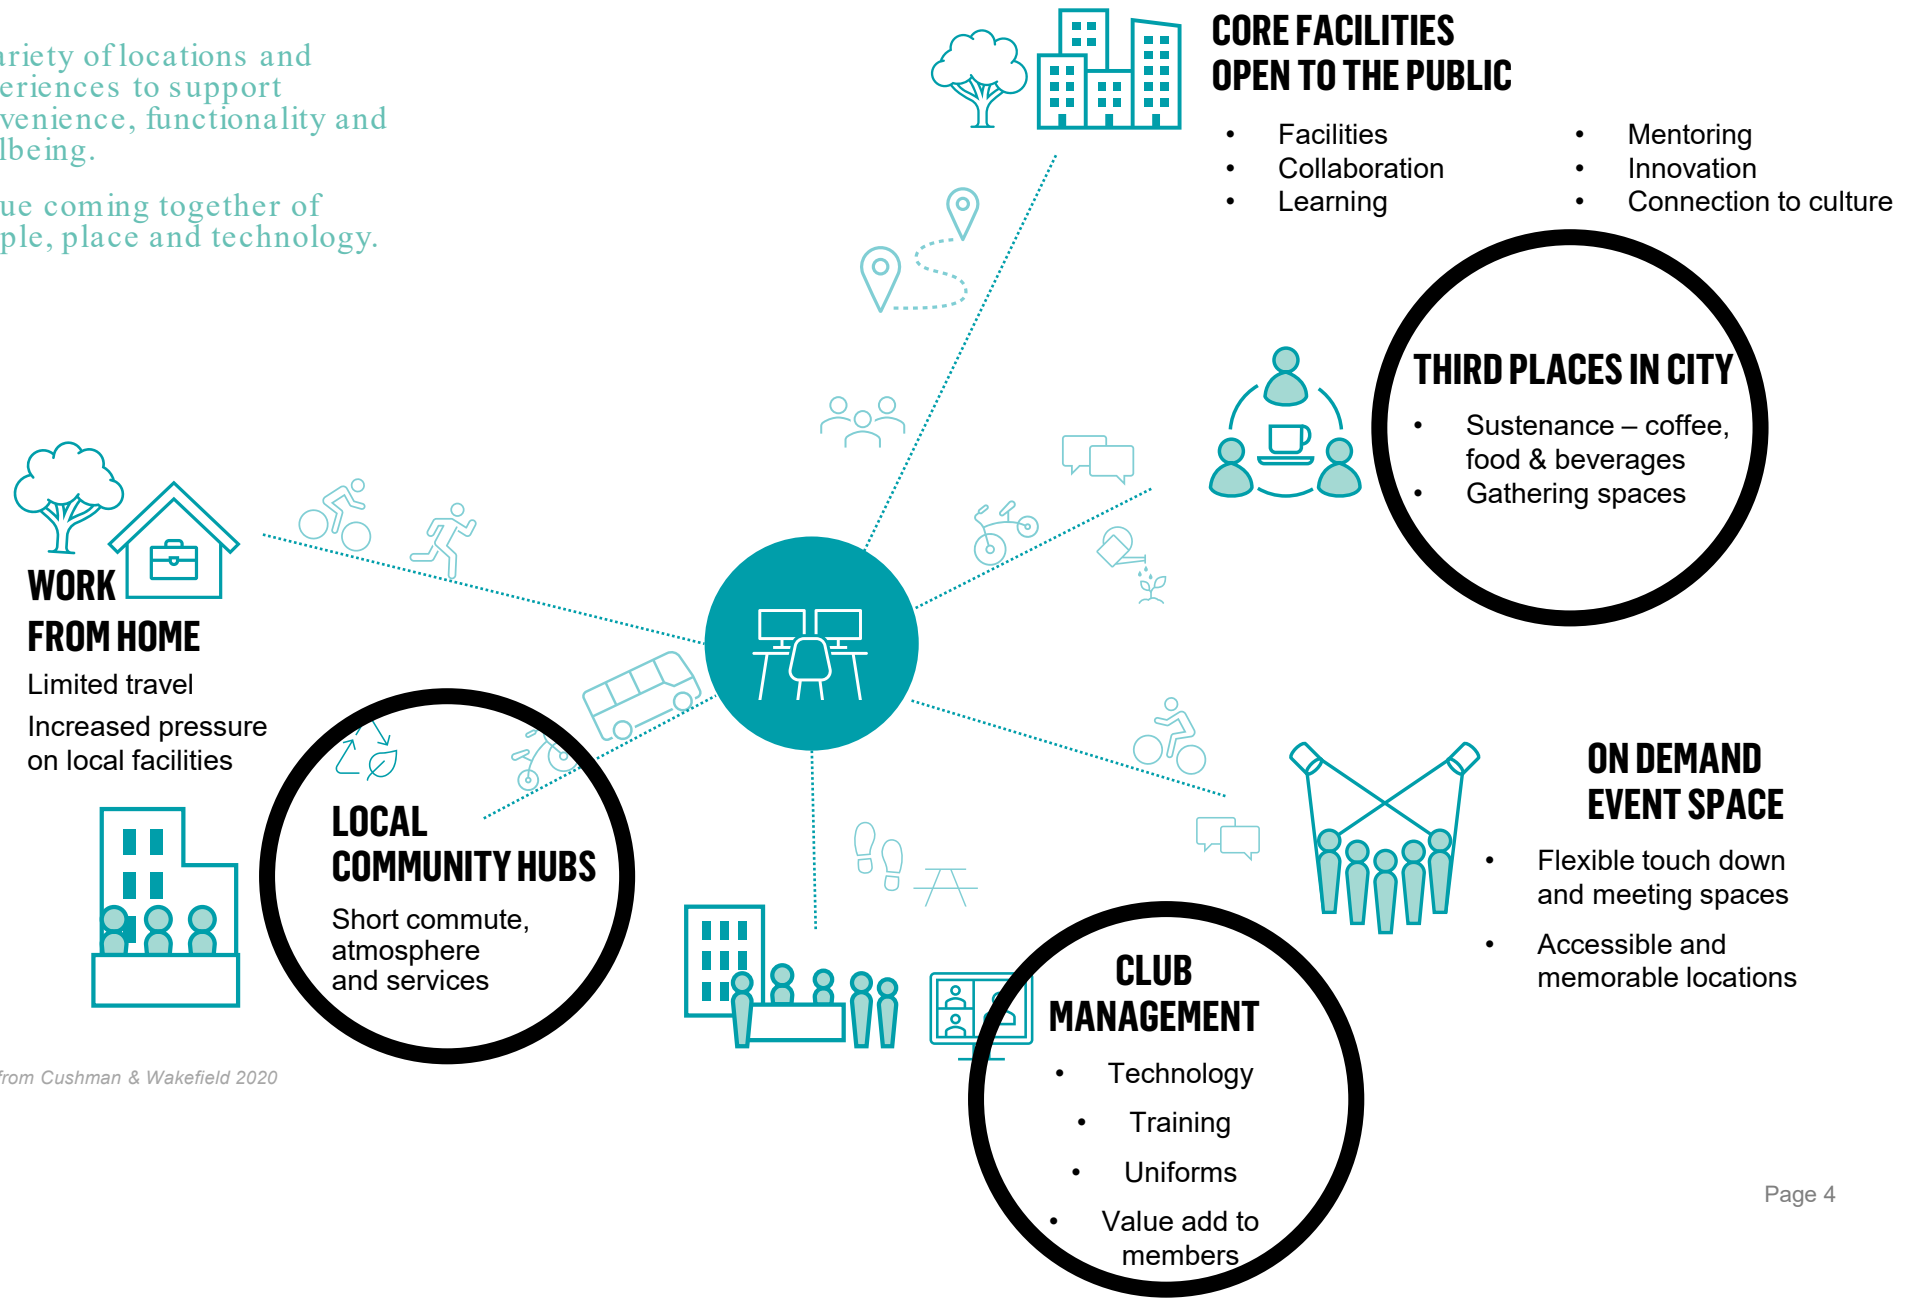 ariety of locations and
eriences to support
venience, functionality and
lbeing.
ue coming together of
ple, place and technology.
CORE FACILITIES
OPEN TO THE PUBLIC
• Facilities
• Collaboration
• Learning
• Mentoring
• Innovation
• Connection to culture
THIRD PLACES IN CITY
• Sustenance – coffee,
food & beverages
• Gathering spaces
WORK
FROM HOME
Limited travel
Increased pressure
on local facilities
LOCAL
COMMUNITY HUBS
Short commute,
atmosphere
and services
ON DEMAND
EVENT SPACE
• Flexible touch down
and meeting spaces
• Accessible and
memorable locations
CLUB
MANAGEMENT
• Technology
• Training
• Uniforms
• Value add to
members
from Cushman & Wakefield 2020
Page 4